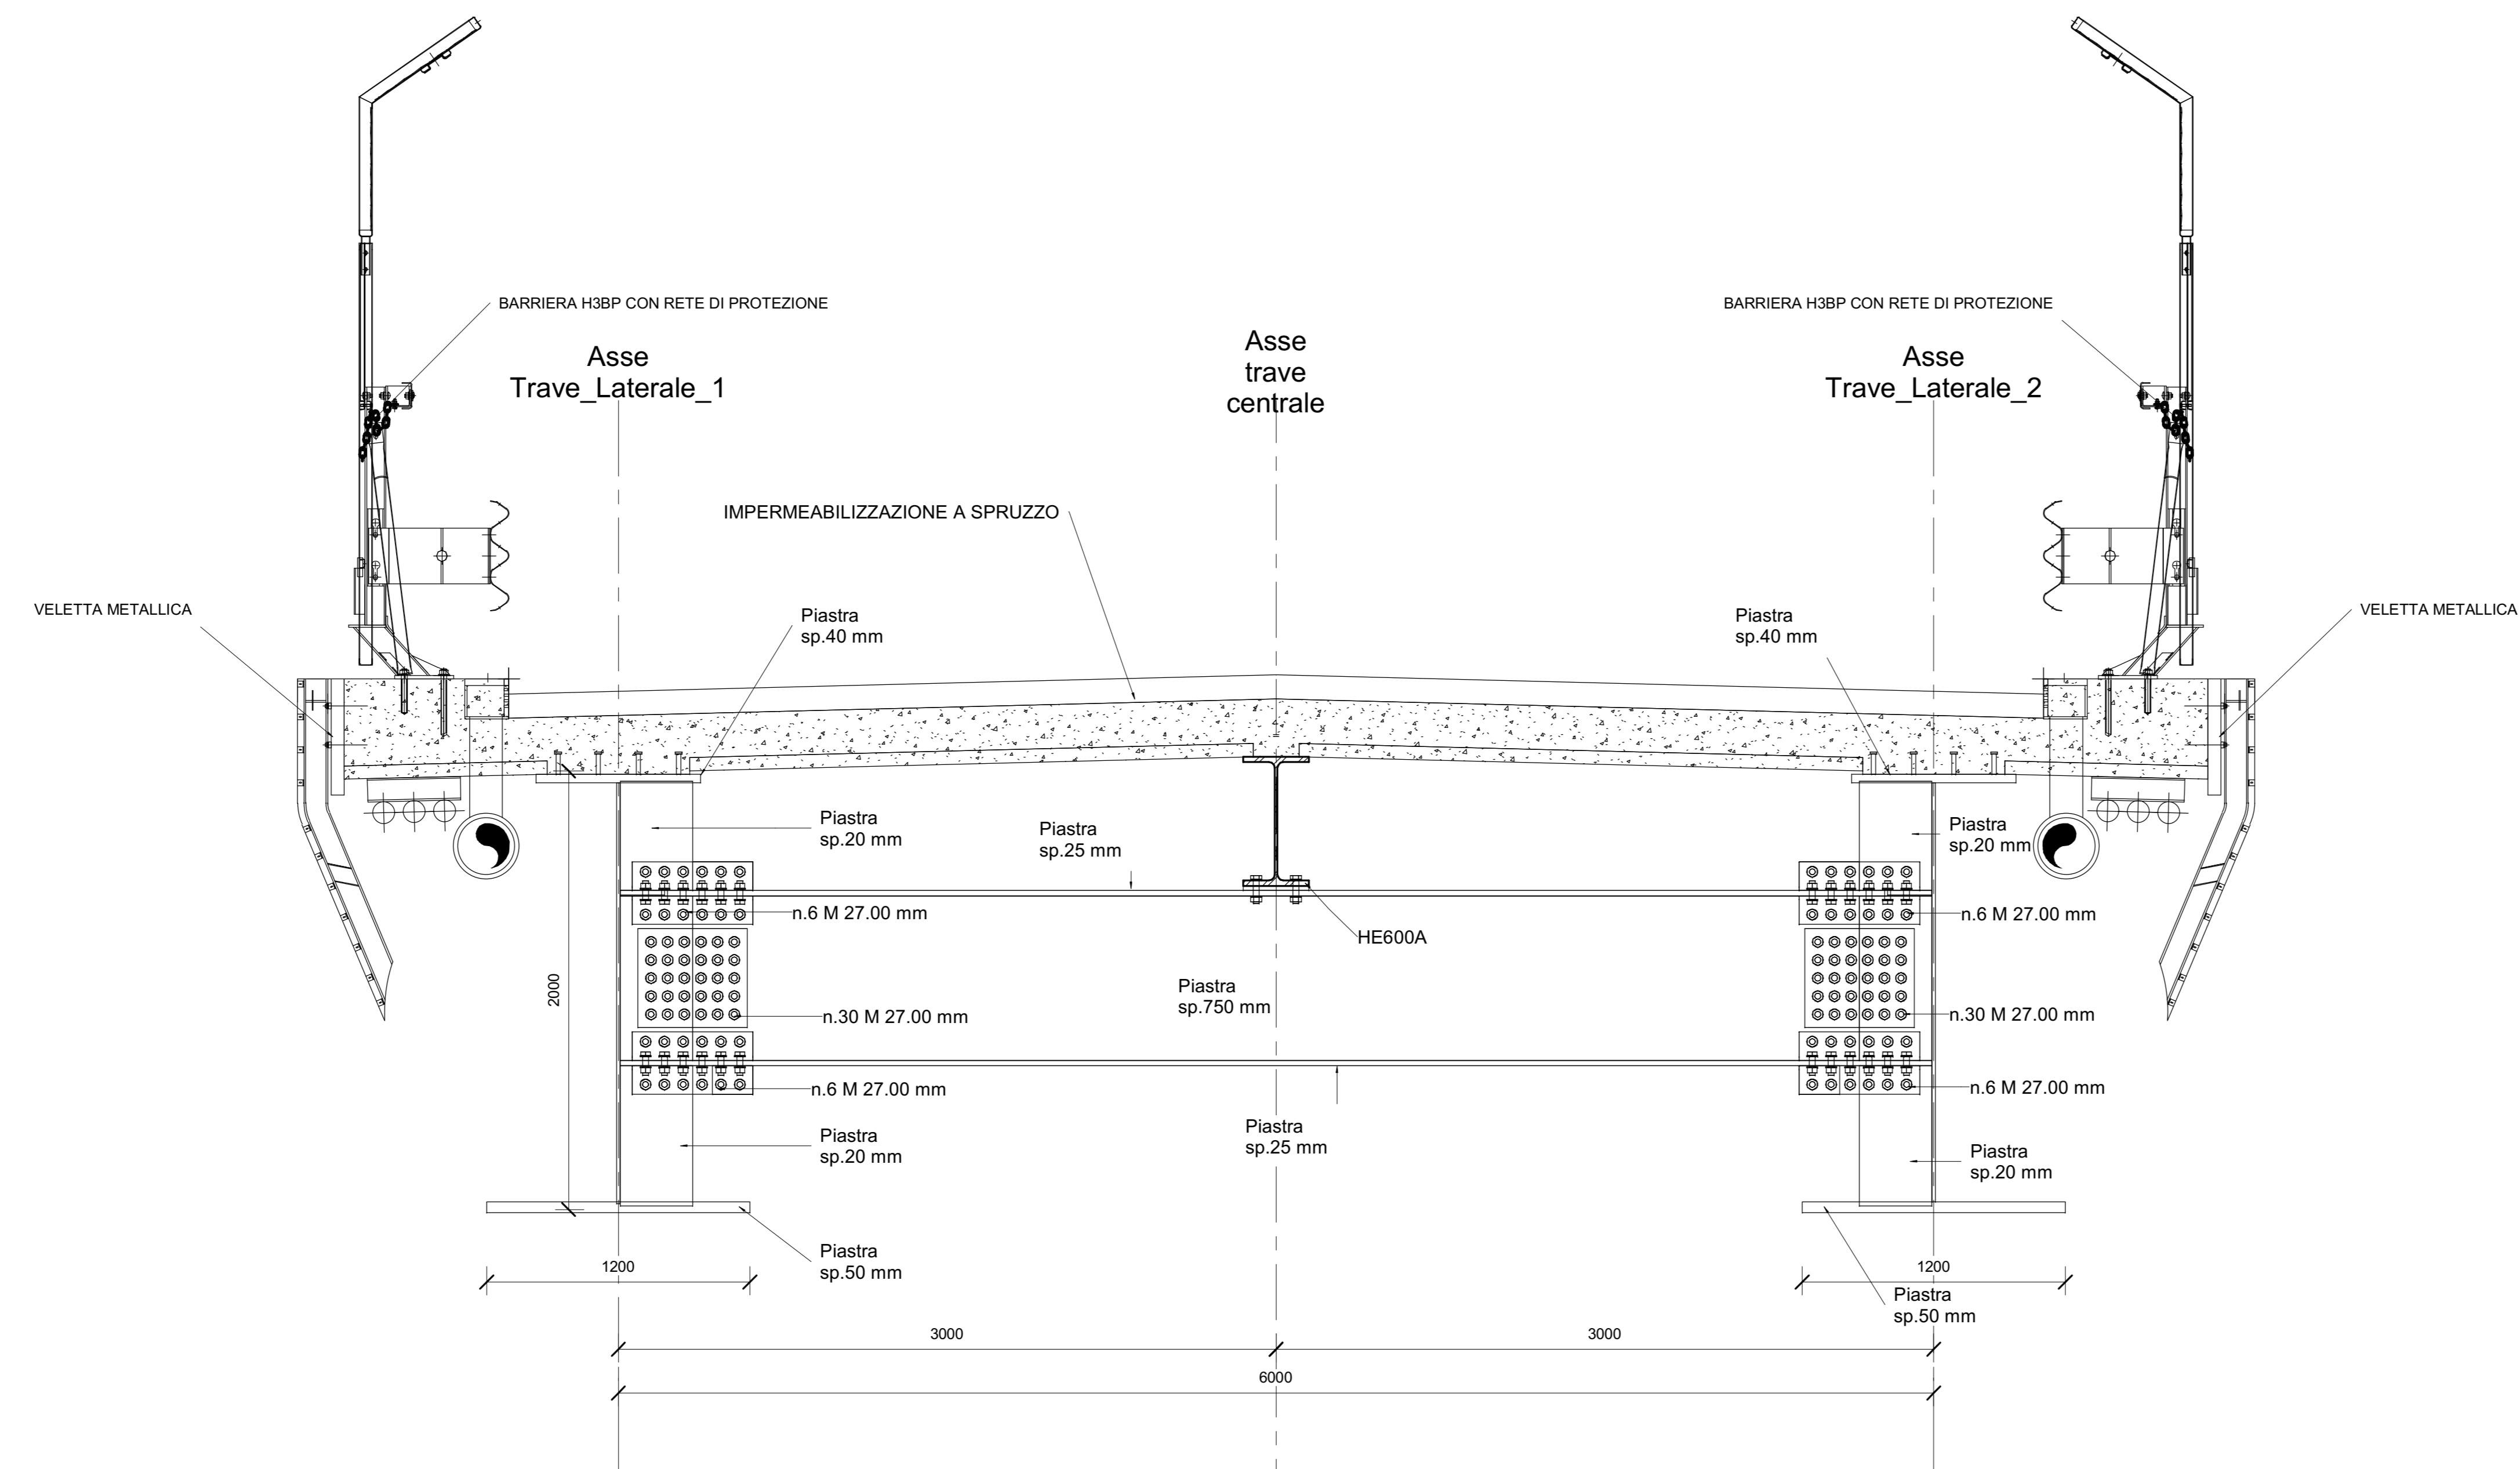 BARRIERA H3BP CON RETE DI PROTEZIONE
BARRIERA H3BP CON RETE DI PROTEZIONE
Asse
Trave_Laterale_1
Asse
trave
centrale
Asse
Trave_Laterale_2
IMPERMEABILIZZAZIONE A SPRUZZO
VELETTA METALLICA
VELETTA METALLICA
Piastra
sp.40 mm
Piastra
sp.40 mm
Piastra
sp.20 mm
Piastra
sp.25 mm
Piastra
sp.20 mm
n.6 M 27.00 mm
n.6 M 27.00 mm
HE600A
2000
Piastra
sp.750 mm
n.30 M 27.00 mm
n.30 M 27.00 mm
n.6 M 27.00 mm
n.6 M 27.00 mm
Piastra
sp.20 mm
Piastra
sp.25 mm
Piastra
sp.20 mm
Piastra
sp.50 mm
1200
1200
Piastra
sp.50 mm
3000
3000
6000